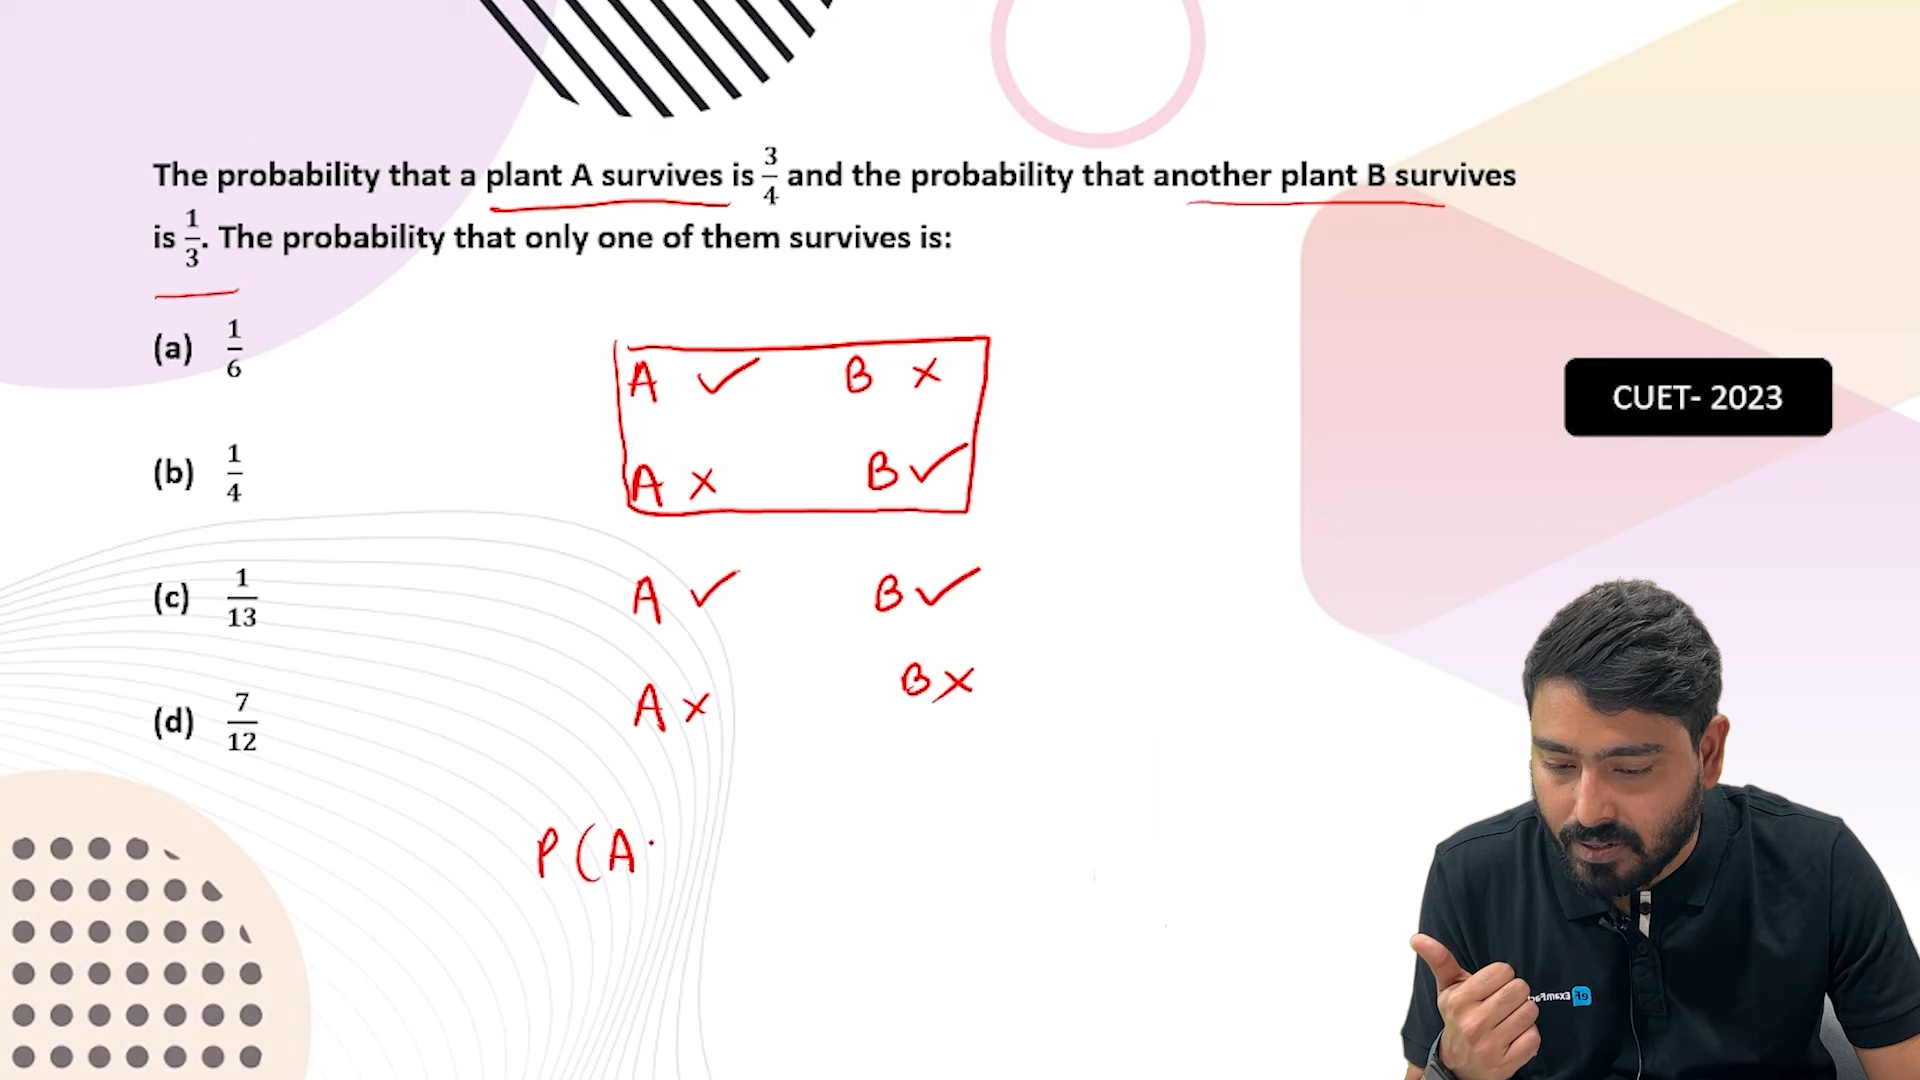 The probability that a plant A survives is 3/4 and the probability that another plant B survives
is 1/3. The probability that only one of them survives is:
(a) 1/6
A ✓ B ×
CUET- 2023
(b) 1/4
A × B ✓
(c) 1/13
A ✓ B ✓
A × B ×
(d) 7/12
P(A